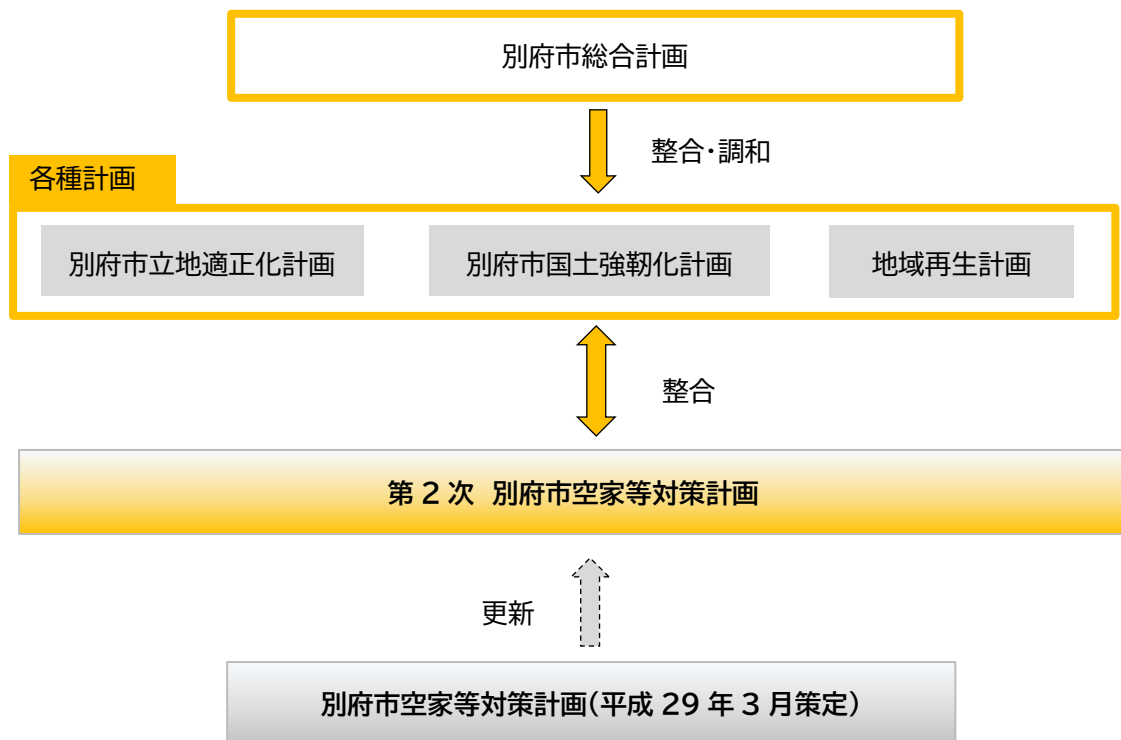 別府市総合計画
整合・調和
各種計画
別府市立地適正化計画
別府市国土強靭化計画
地域再生計画
整合
第２次 別府市空家等対策計画
更新
別府市空家等対策計画(平成 29 年 3 月策定)